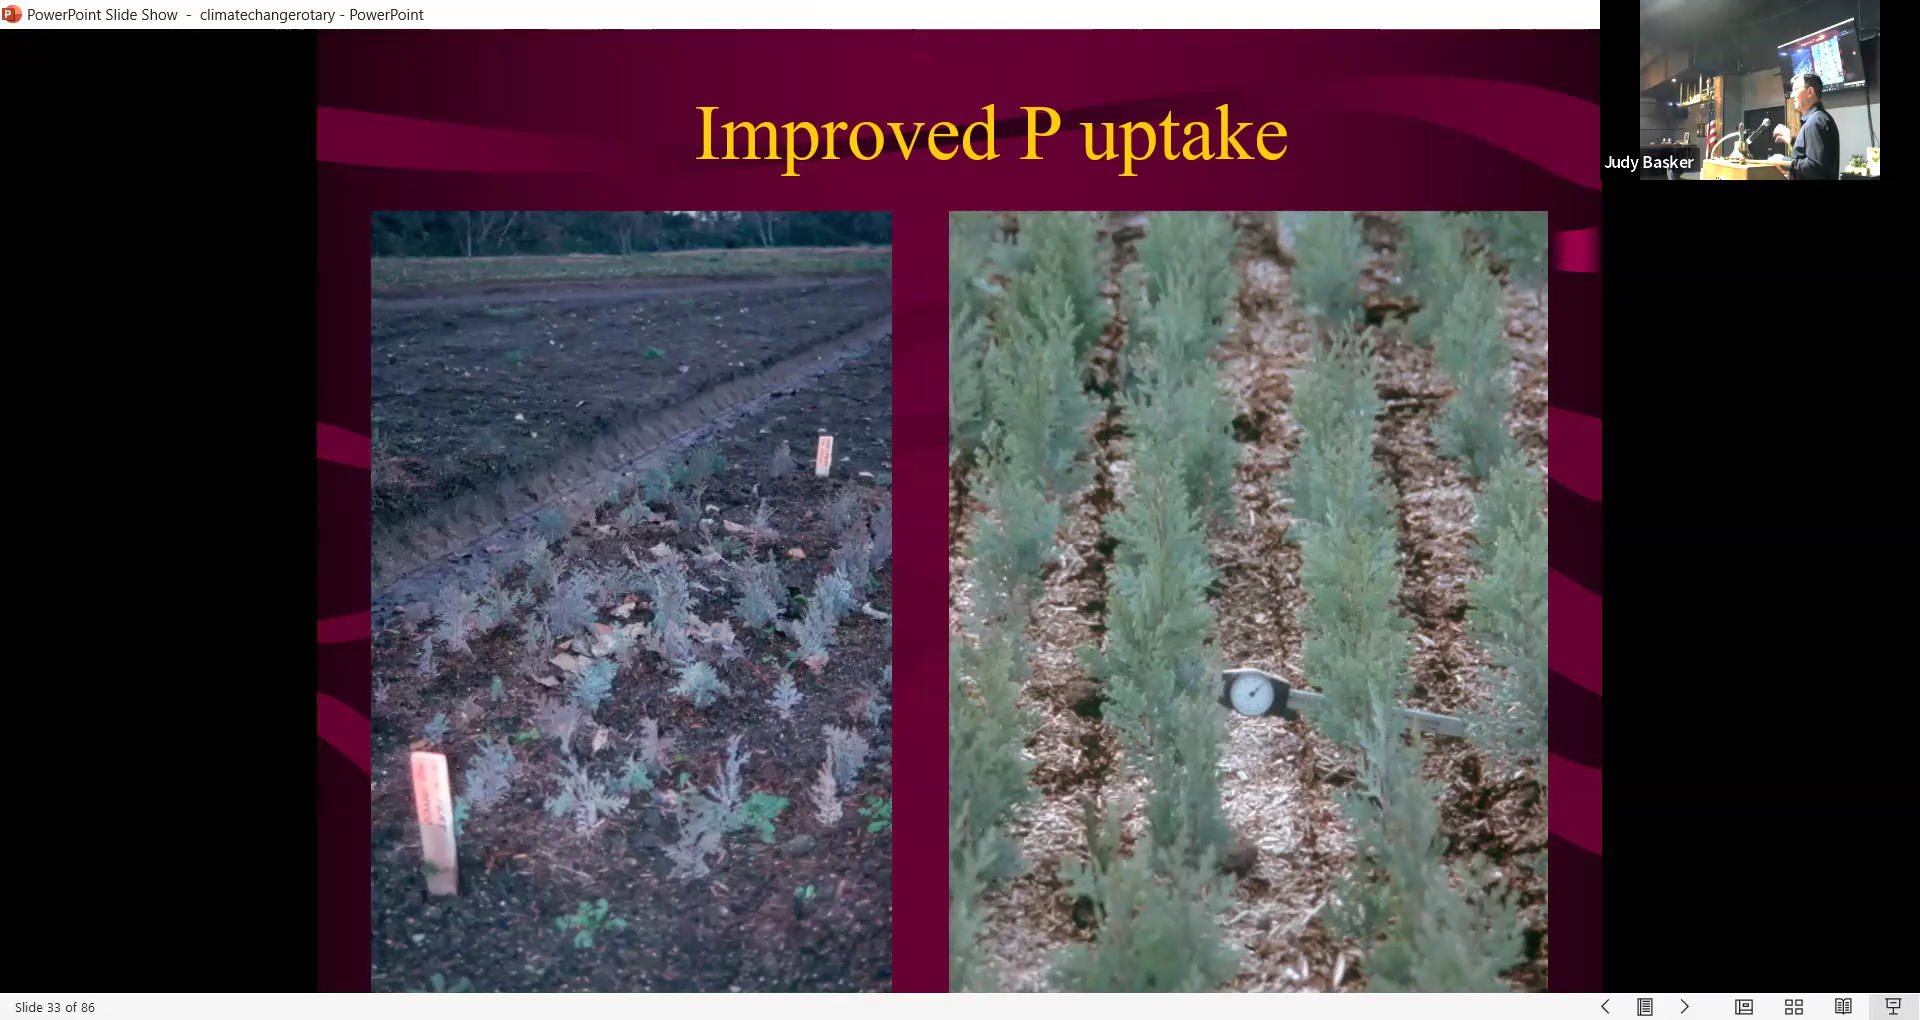 PowerPoint Slide Show - climatechangerotary - PowerPoint
Improved P uptake
Judy Basker
Slide 33 of 86